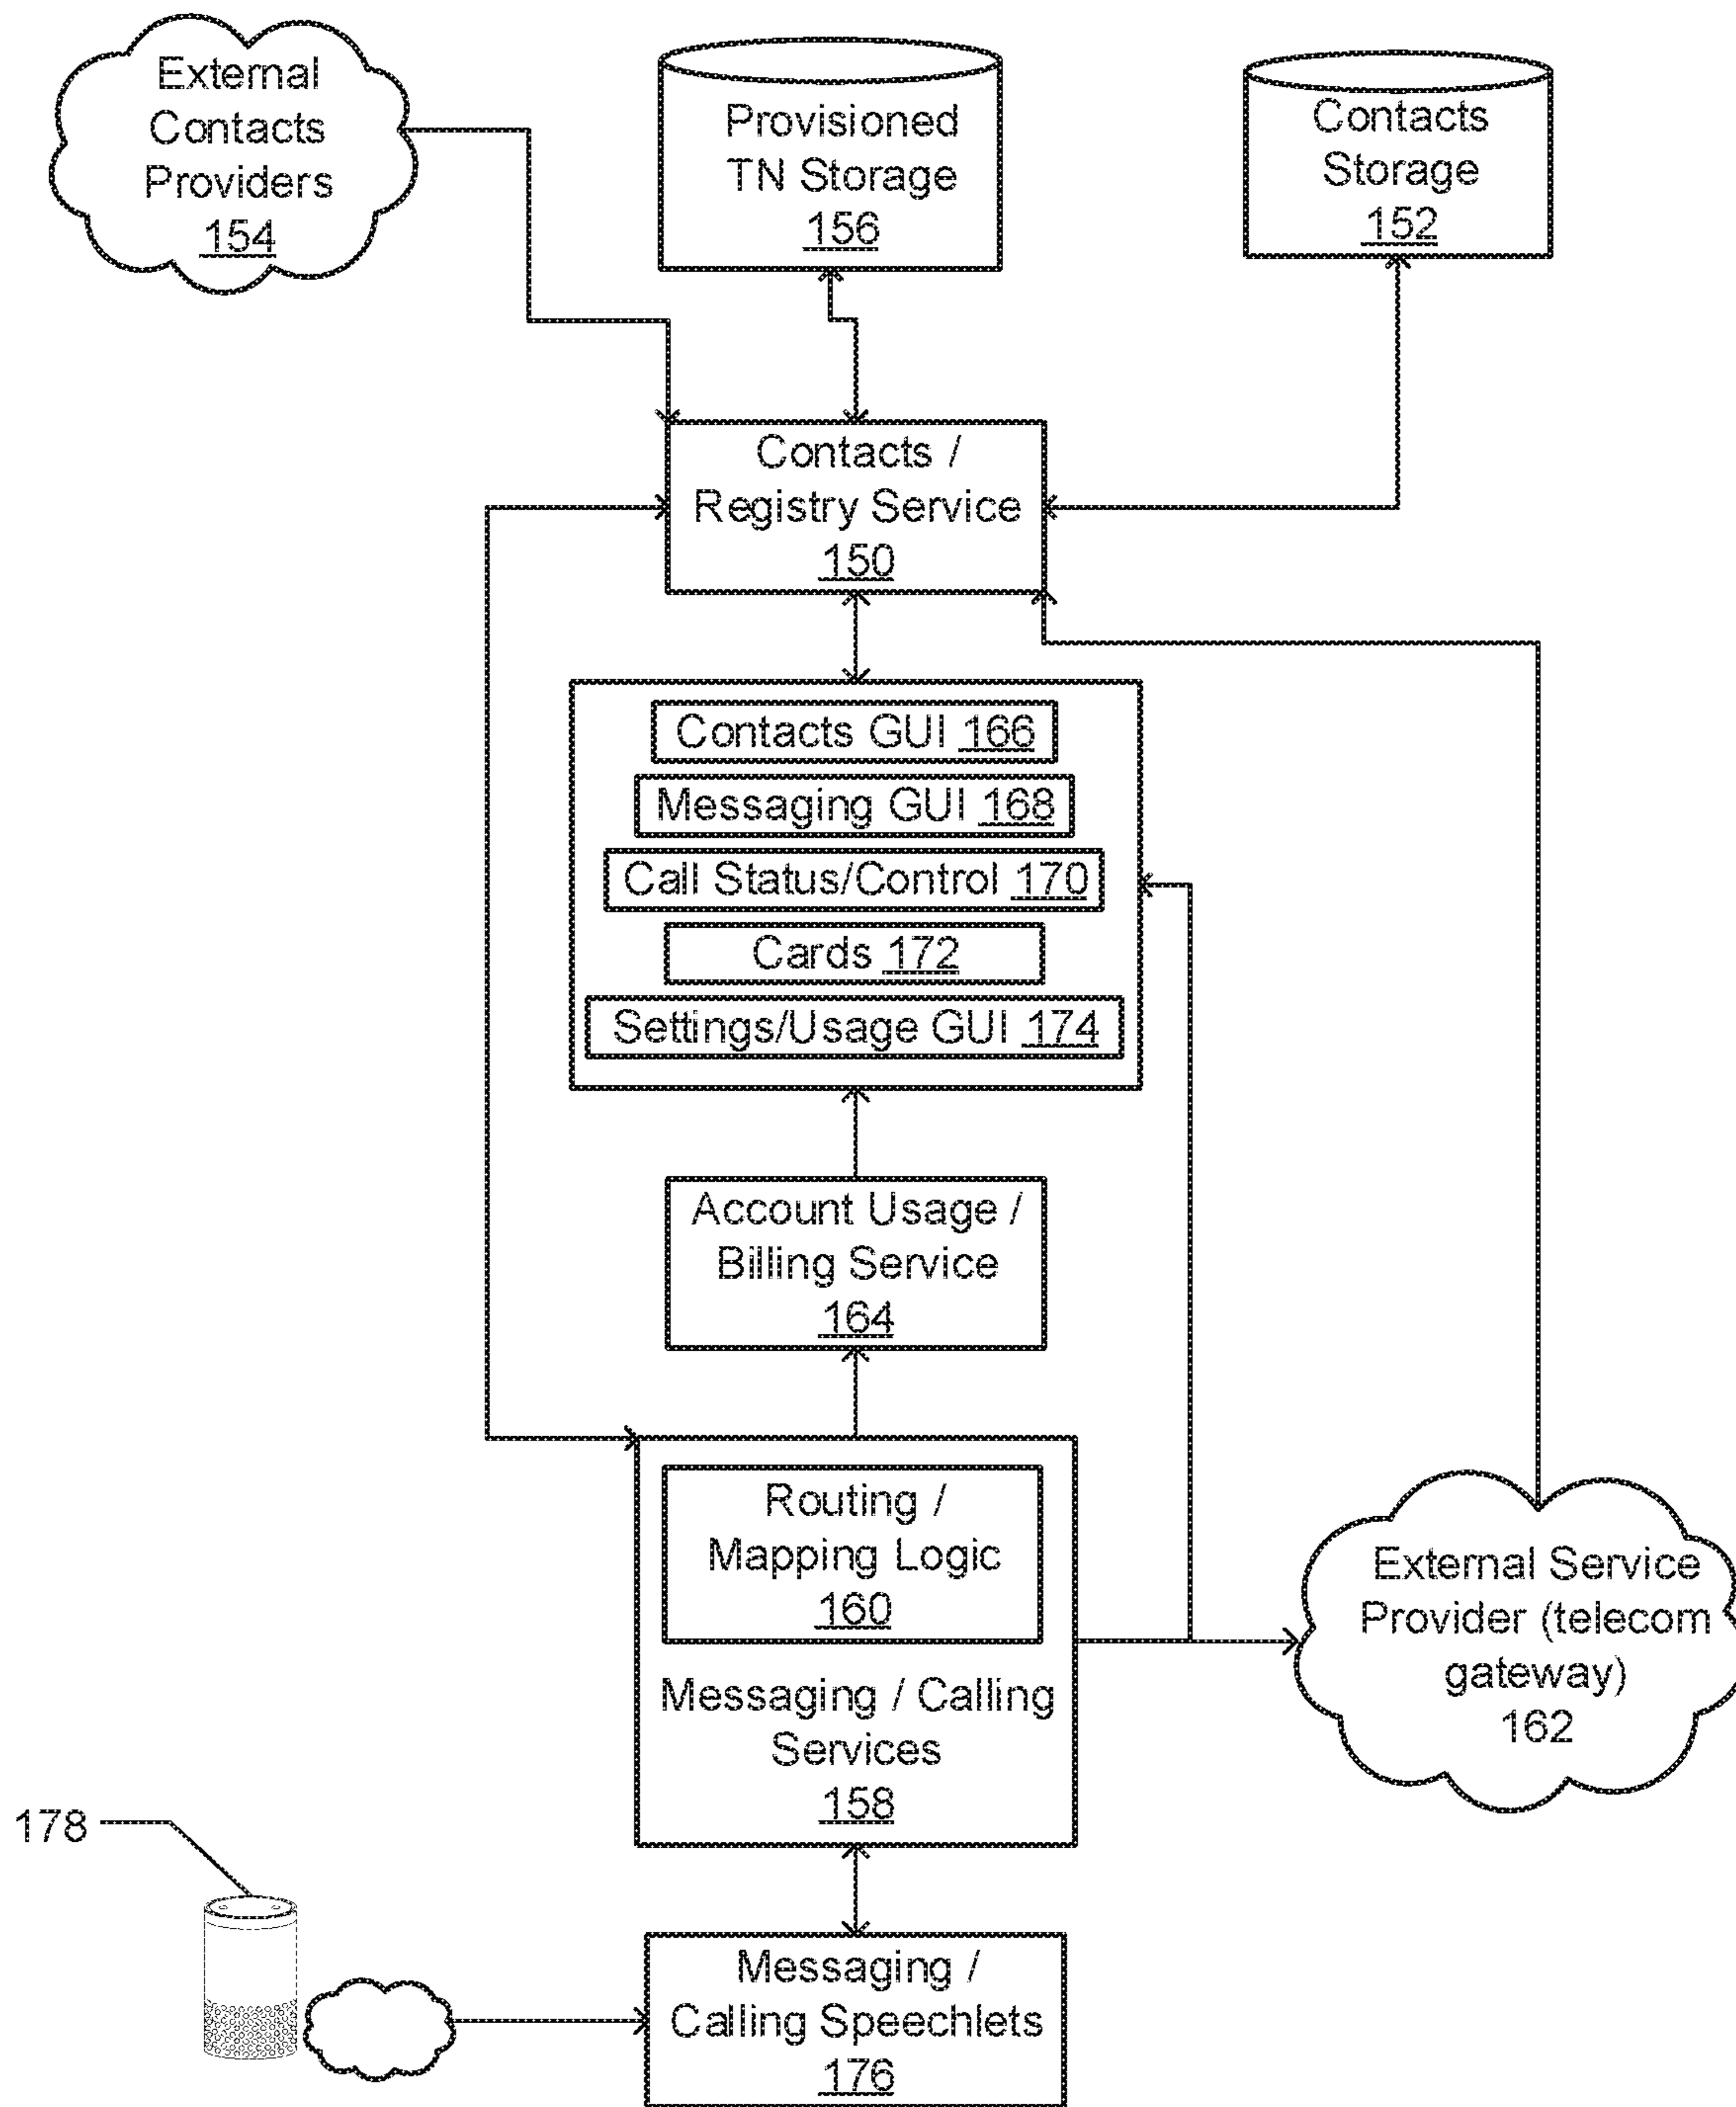 External
Contacts
Providers
154
Provisioned
TN Storage
156
Contacts
Storage
152
Contacts /
Registry Service
150
Contacts GUI 166
Messaging GUI 168
Call Status/Control 170
Cards 172
Settings/Usage GUI 174
Account Usage /
Billing Service
164
Routing /
Mapping Logic
160
Messaging / Calling
Services
158
External Service
Provider (telecom
gateway)
162
178
Messaging /
Calling Speechlets
176